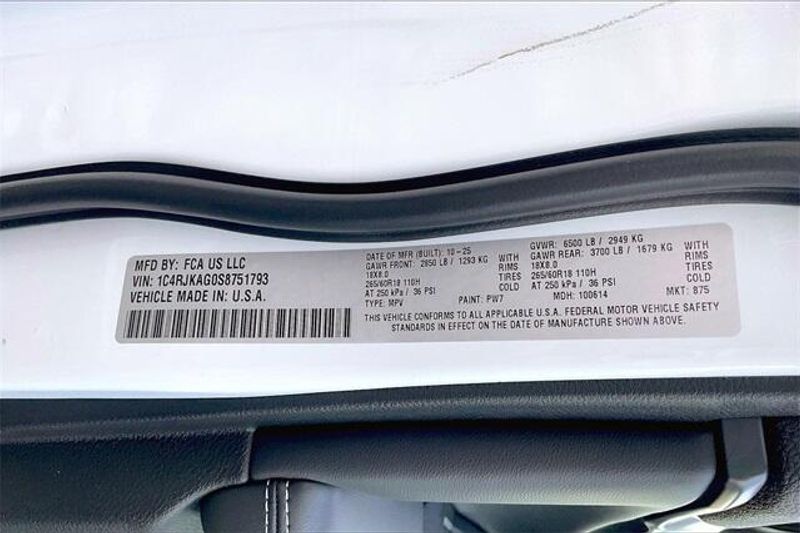 MFD BY: FCA US LLC
VIN: 1C4RJKAG0S8751793
VEHICLE MADE IN U.S.A.
DATE OF MFR (BUILT): 10-25
GAWR FRONT: 2850 LB / 1293 KG WITH
18X8.0 RIMS
265/60R18 110H TIRES
AT 250 kPa / 36 PSI COLD
TYPE: MPV PAINT: PW7
GVWR: 6500 LB / 2949 KG
GAWR REAR: 3700 LB / 1679 KG WITH
18X8.0 RIMS
265/60R18 110H TIRES
AT 250 kPa / 36 PSI COLD
MDH: 100614 MKT: 875
THIS VEHICLE CONFORMS TO ALL APPLICABLE U.S.A. FEDERAL MOTOR VEHICLE SAFETY
STANDARDS IN EFFECT ON THE DATE OF MANUFACTURE SHOWN ABOVE.